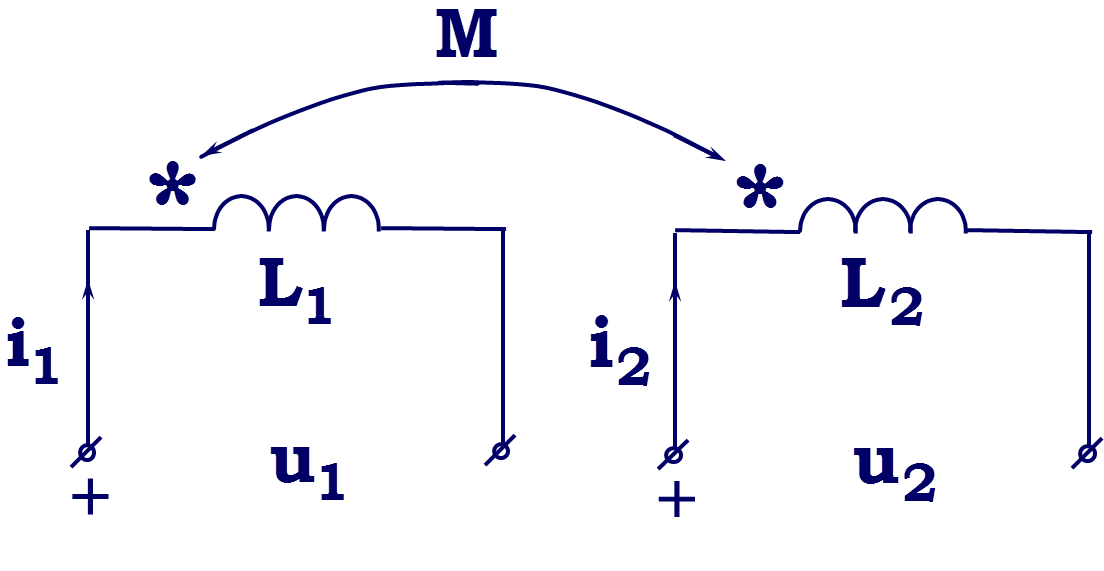 M
* *
L₁ L₂
i₁ i₂
u₁ u₂
+ +